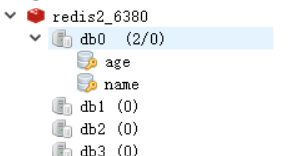 redis2_6380
db0 (2/0)
age
name
db1 (0)
db2 (0)
db3 (0)